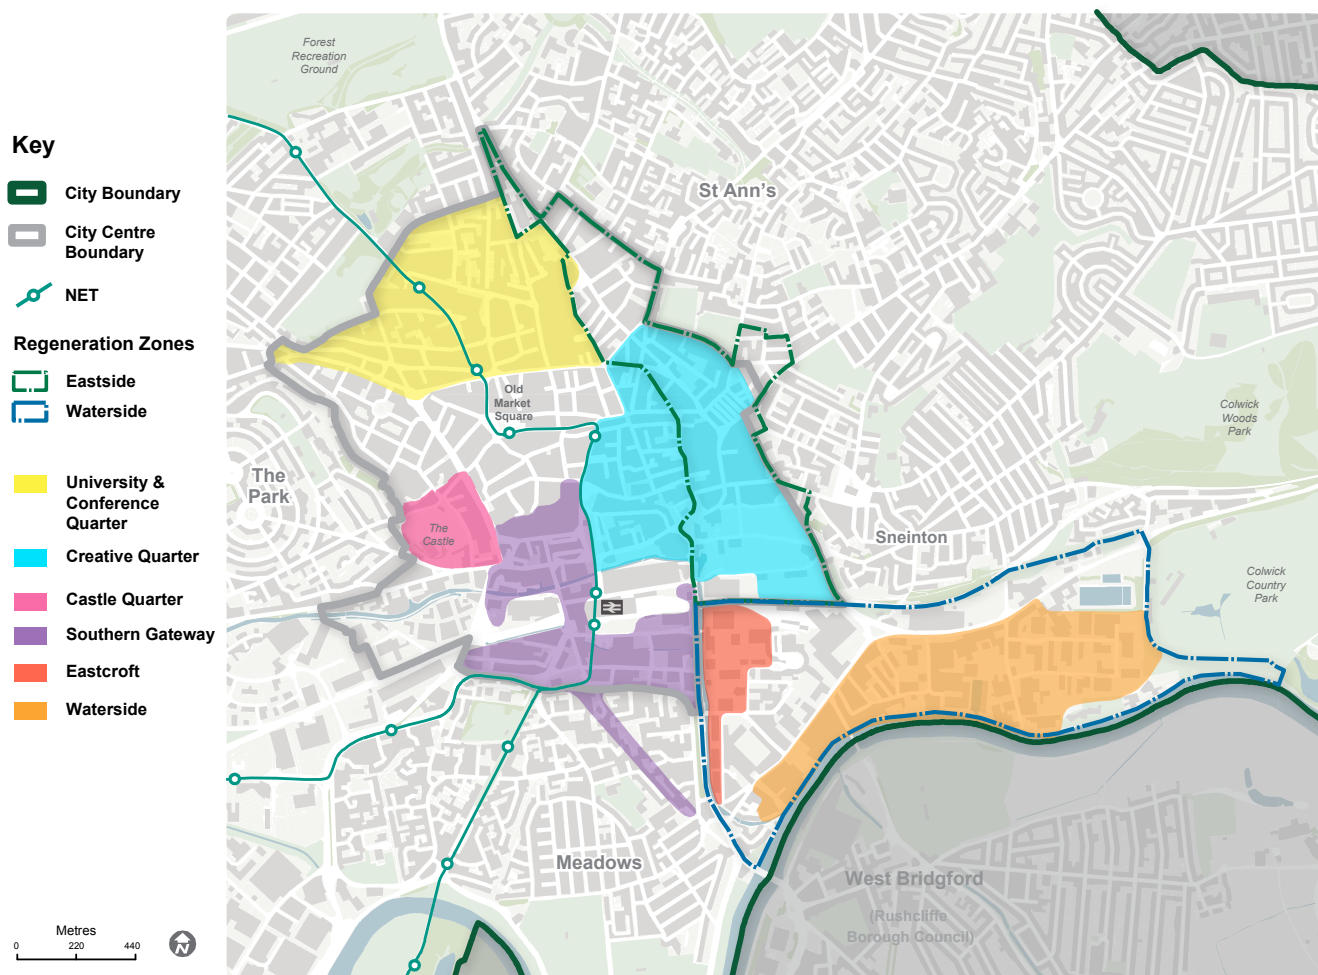 Key
City Boundary
City Centre
Boundary
NET
Regeneration Zones
Eastside
Waterside
University &
Conference
Quarter
Creative Quarter
Castle Quarter
Southern Gateway
Eastcroft
Waterside
Metres
0 220 440
N
Forest
Recreation
Ground
St Ann's
Old
Market
Square
The
Park
The
Castle
Sneinton
Colwick
Woods
Park
Colwick
Country
Park
Meadows
West Bridgford
(Rushcliffe
Borough Council)